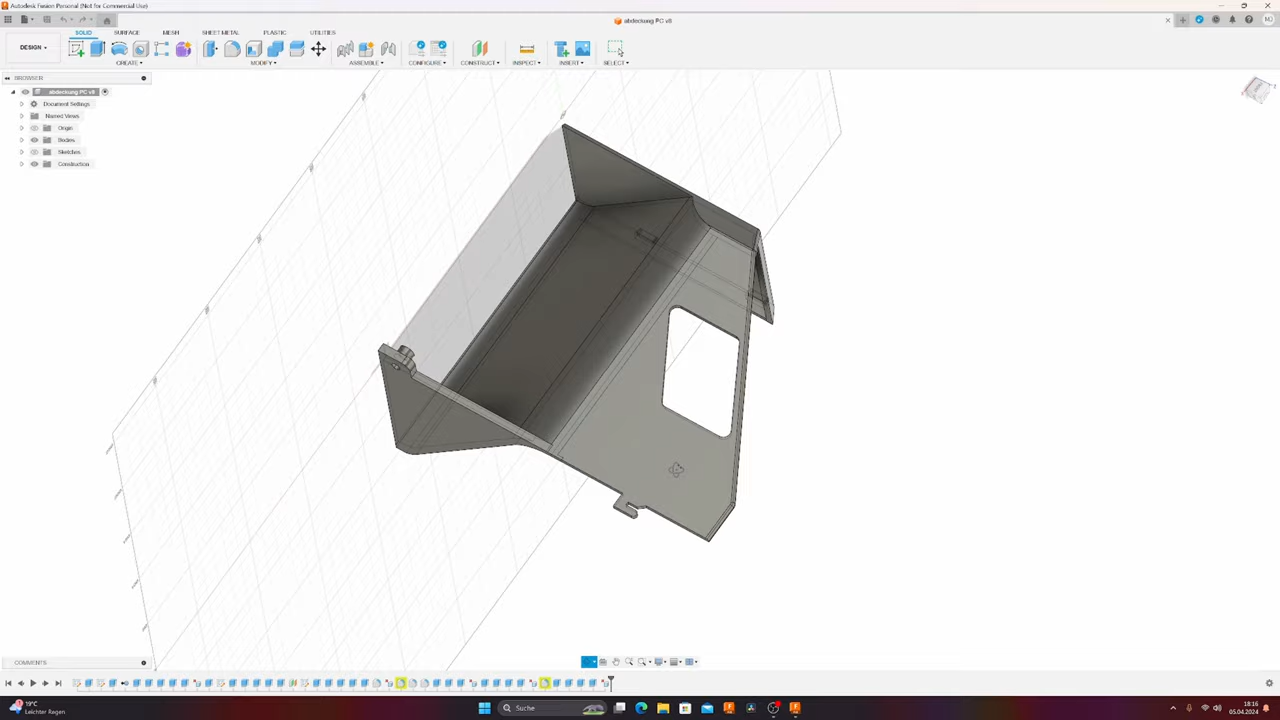 Autodesk Fusion Personal (Not for Commercial Use)
abdeckung PC v8
DESIGN
SOLID SURFACE MESH SHEET METAL PLASTIC UTILITIES
CREATE MODIFY ASSEMBLE CONFIGURE CONSTRUCT INSPECT INSERT SELECT
BROWSER
abdeckung PC v8
Document Settings
Named Views
Origin
Bodies
Sketches
Construction
COMMENTS
19°C
Leichter Regen
Suche
18:16
05.04.2024